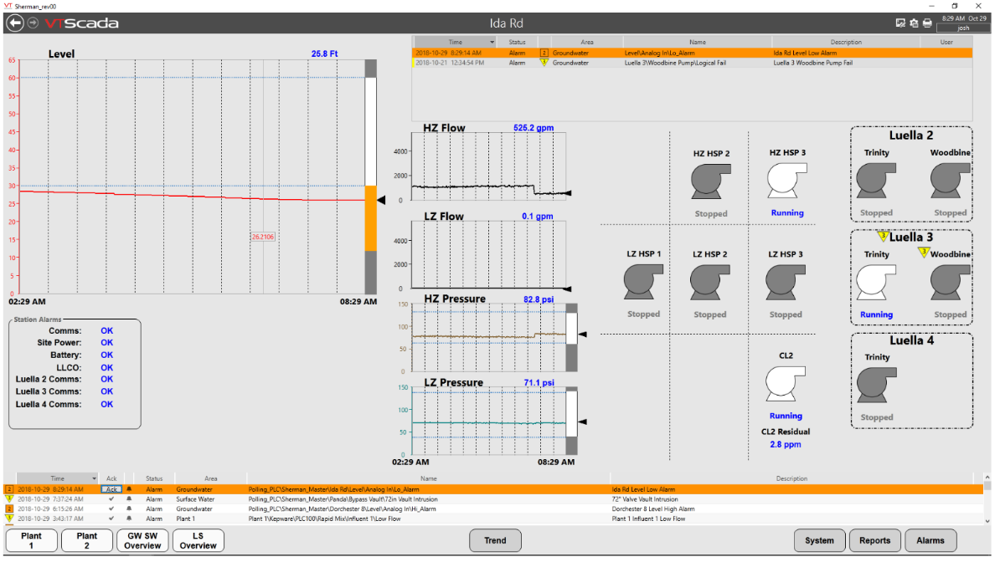 VT Sherman_rev00
VTScada
Ida Rd
8:29 AM Oct 29
josh
Time Status Area Name Description User
2018-10-29 8:29:14 AM Alarm 2 Groundwater Level\Analog In\Lo_Alarm Ida Rd Level Low Alarm
2018-10-21 12:34:54 PM Alarm 3 Groundwater Luella 3\Woodbine Pump\Logical Fail Luella 3 Woodbine Pump Fail
Level 25.8 Ft
65
60
55
50
45
40
35
30
25
20
15
10
5
0
26.2106
02:29 AM 08:29 AM
Station Alarms
Comms: OK
Site Power: OK
Battery: OK
LLCO: OK
Luella 2 Comms: OK
Luella 3 Comms: OK
Luella 4 Comms: OK
HZ Flow 525.2 gpm
4000
2000
0
LZ Flow 0.1 gpm
4000
2000
0
HZ Pressure 82.8 psi
150
100
50
0
LZ Pressure 71.1 psi
150
100
50
0
02:29 AM 08:29 AM
HZ HSP 2 HZ HSP 3
Stopped Running
LZ HSP 1 LZ HSP 2 LZ HSP 3
Stopped Stopped Stopped
CL2
Running
CL2 Residual
2.8 ppm
Luella 2
Trinity Woodbine
Stopped Stopped
3 Luella 3
Trinity 3 Woodbine
Running Stopped
Luella 4
Trinity
Stopped
Time Ack Status Area Name Description
2 2018-10-29 8:29:14 AM Ack Alarm Groundwater Polling_PLC\Sherman_Master\Ida Rd\Level\Analog In\Lo_Alarm Ida Rd Level Low Alarm
3 2018-10-29 7:37:24 AM Alarm Surface Water Polling_PLC\Sherman_Master\Panda\Bypass Vault\72in Vault Intrusion 72" Valve Vault Intrusion
2 2018-10-29 6:15:26 AM Alarm Groundwater Polling_PLC\Sherman_Master\Dorchester 8\Level\Analog In\Hi_Alarm Dorchester 8 Level High Alarm
3 2018-10-29 3:43:17 AM Alarm Plant 1 Plant 1\Kepware\PLC100\Rapid Mix\Influent 1\Low Flow Plant 1 Influent 1 Low Flow
Plant 1
Plant 2
GW SW Overview
LS Overview
Trend
System
Reports
Alarms